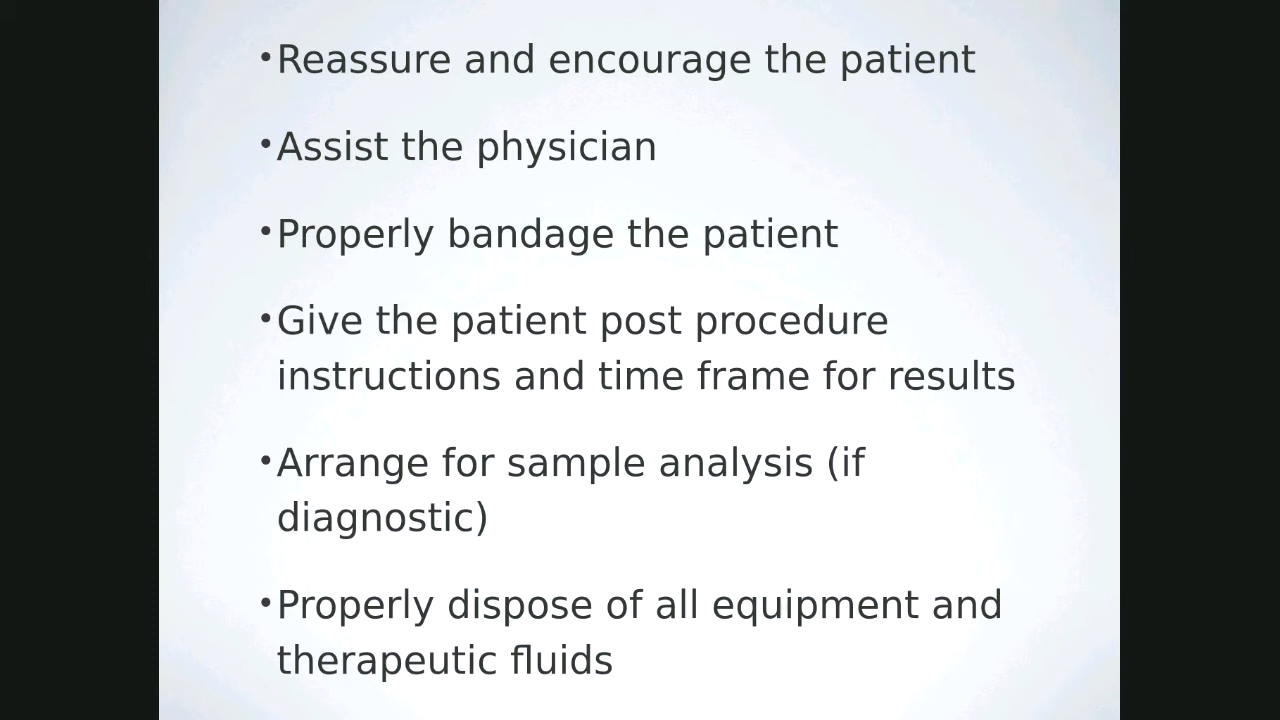 •Reassure and encourage the patient
•Assist the physician
•Properly bandage the patient
•Give the patient post procedure
instructions and time frame for results
•Arrange for sample analysis (if
diagnostic)
•Properly dispose of all equipment and
therapeutic fluids